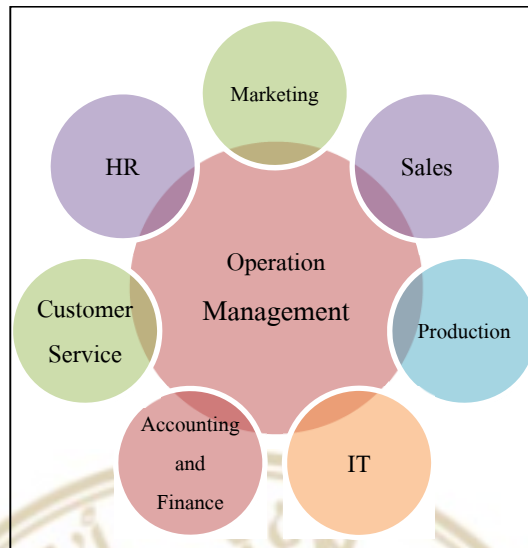 Marketing
HR
Sales
Operation
Management
Customer
Service
Production
Accounting
and
Finance
IT